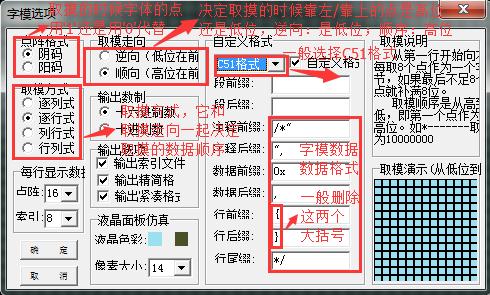 字模选项
取摸的时候字体的点
用1还是用0代替
决定取摸的时候靠左/靠上的点是高位
还是低位，逆向：是低位，顺序：高位
点阵格式
阴码
阳码
取模走向
逆向（低位在前
顺向（高位在前
自定义格式
C51格式
自定义格
一般选择C51格式
取模说明
从第一行开始向
每取8个点作为一个
节，如果最后不足8
点就补满8位。
取模顺序是从高
低，即第一个点作为
高位。如*-------取
为10000000
取模方式
逐列式
逐行式
列行式
行列式
输出数制
十六进制数
十进制数
取模方式，它和
取模走向一起决定
取摸的数据顺序
输出选项
输出索引文件
输出精简格
输出紧凑格式
段前缀:
段后缀:
注释前缀: /*“
注释后缀: “,
数据前缀: 0x
数据后缀: ,
行前缀: {
行后缀: }
行尾缀: */
字模数据
数据格式
一般删除
这两个
大括号
每行显示数据
点阵: 16
索引: 8
液晶面板仿真
液晶色彩:
像素大小: 14
取模演示(从低位到
确 定
取 消